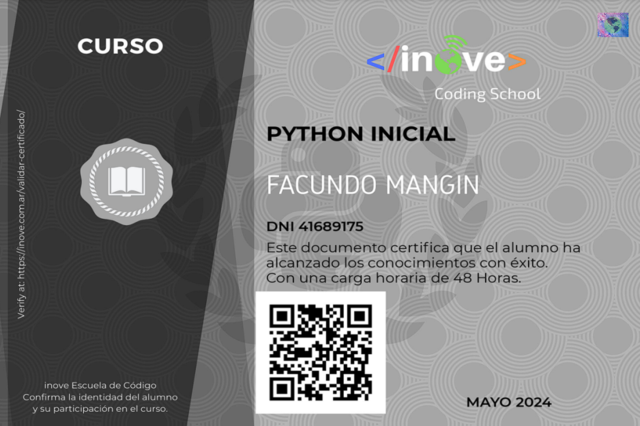 CURSO
</inove>
Coding School
PYTHON INICIAL
FACUNDO MANGIN
DNI 41689175
Este documento certifica que el alumno ha
alcanzado los conocimientos con éxito.
Con una carga horaria de 48 Horas.
Verify at: https://inove.com.ar/validar-certificado/
inove Escuela de Código
Confirma la identidad del alumno
y su participación en el curso.
MAYO 2024